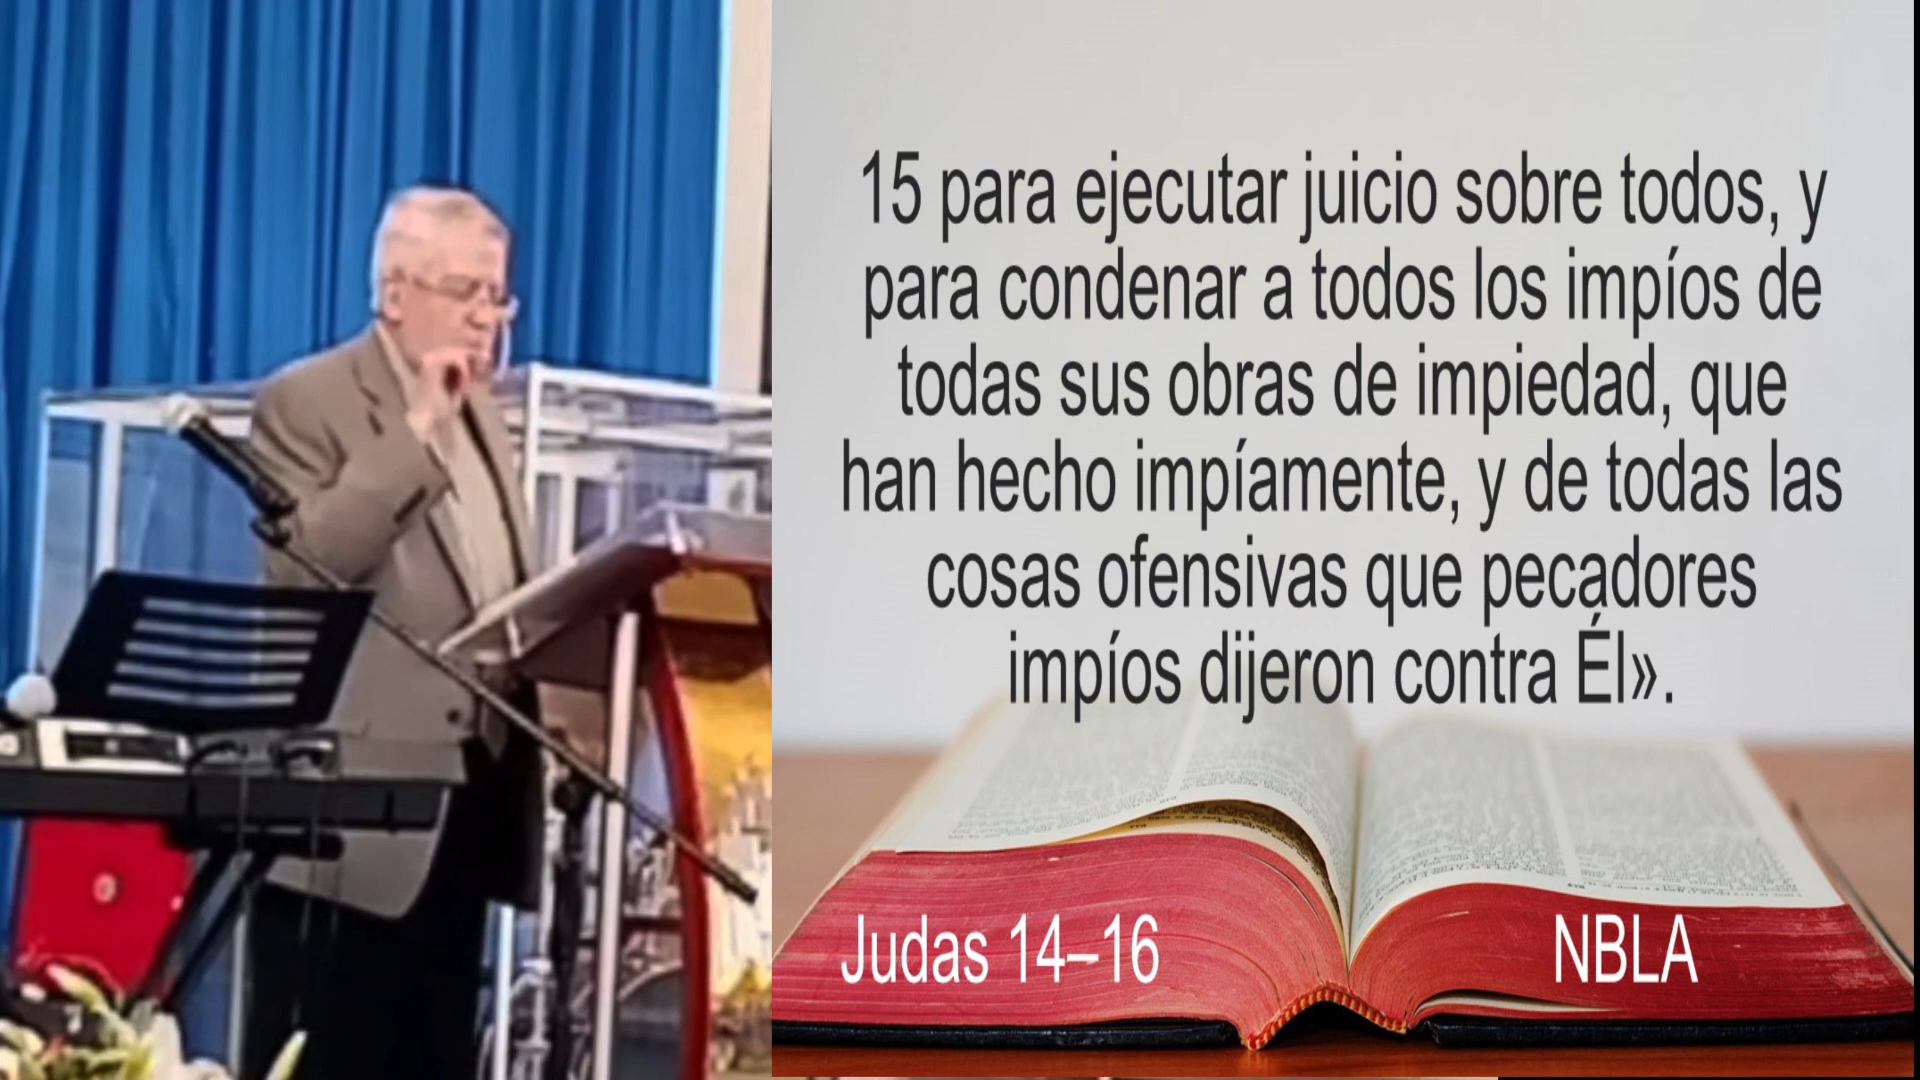 15 para ejecutar juicio sobre todos, y
para condenar a todos los impíos de
todas sus obras de impiedad, que
han hecho impíamente, y de todas las
cosas ofensivas que pecadores
impíos dijeron contra Él».
Judas 14–16
NBLA